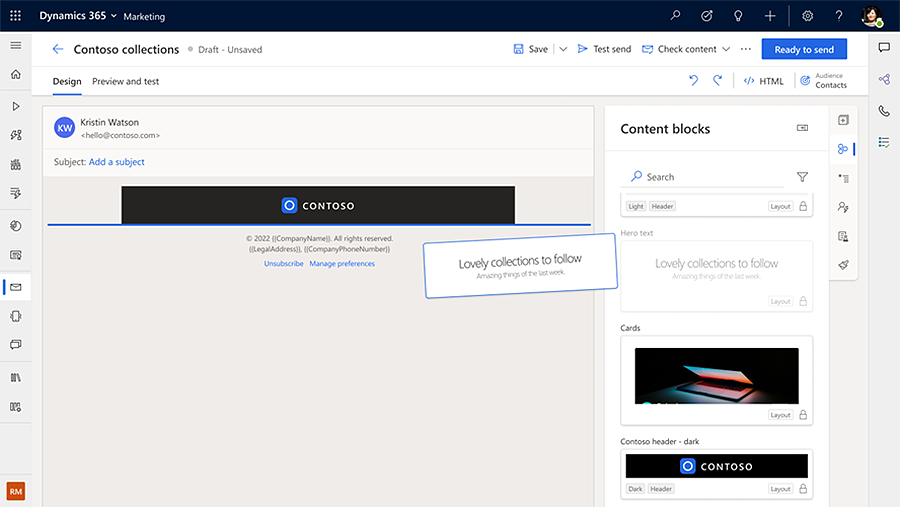 Dynamics 365 Marketing
Contoso collections Draft - Unsaved Save Test send Check content Ready to send
Design Preview and test HTML Audience
Contacts
KW Kristin Watson
<hello@contoso.com>
Subject: Add a subject
CONTOSO
© 2022 {{CompanyName}}. All rights reserved.
{{LegalAddress}}, {{CompanyPhoneNumber}}
Unsubscribe Manage preferences
Lovely collections to follow
Amazing things of the last week.
Content blocks
Search
Light Header Layout
Hero text
Lovely collections to follow
Amazing things of the last week.
Layout
Cards
Layout
Contoso header - dark
CONTOSO
Dark Header Layout
RM